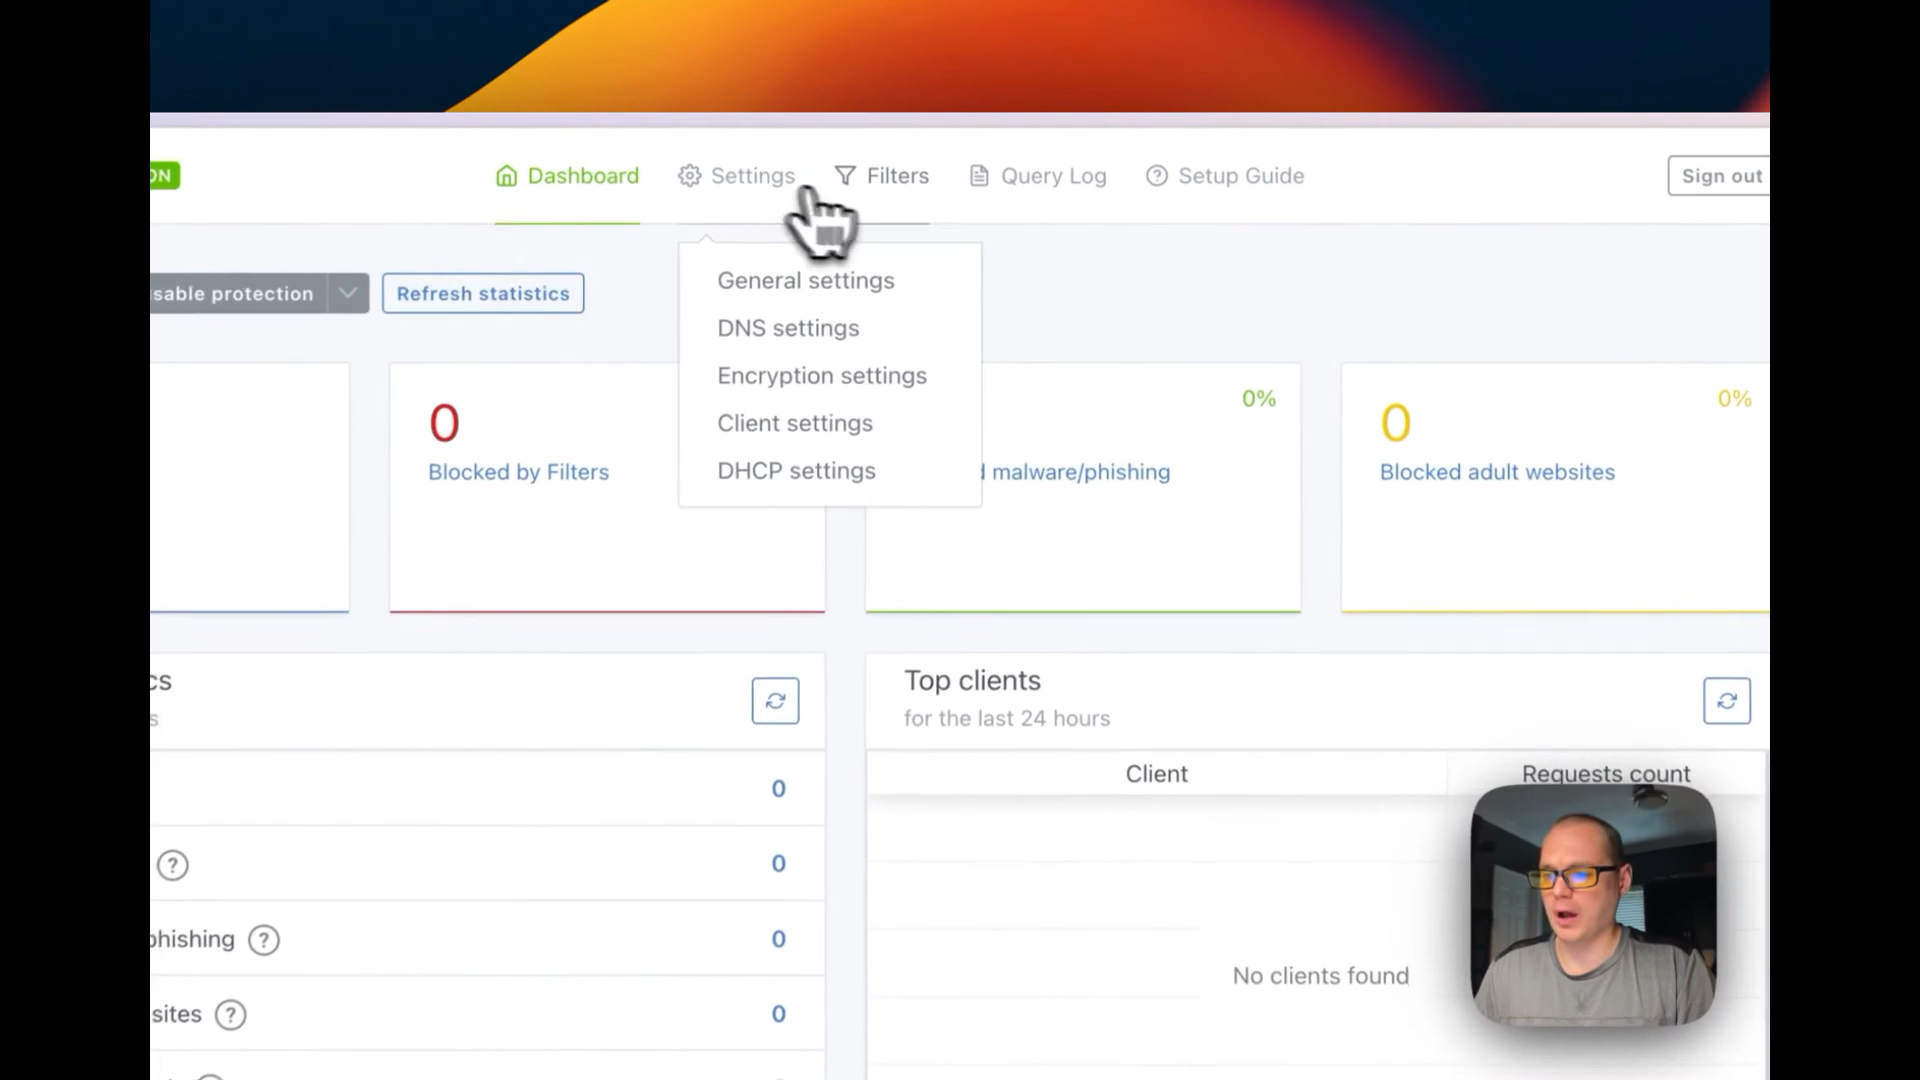 ON
Dashboard
Settings
Filters
Query Log
Setup Guide
Sign out
sable protection
Refresh statistics
General settings
DNS settings
Encryption settings
Client settings
DHCP settings
0
Blocked by Filters
0%
d malware/phishing
0
0%
Blocked adult websites
cs
s
0
? 0
phishing ? 0
sites ? 0
Top clients
for the last 24 hours
Client Requests count
No clients found